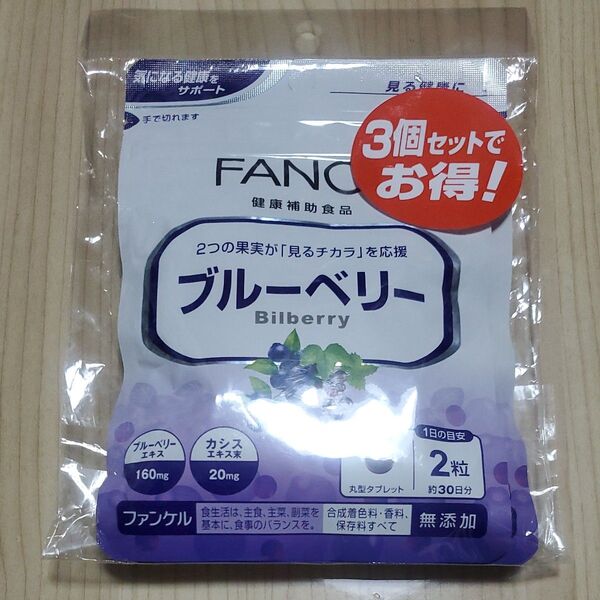 気になる健康を
サポート
見る健康に
手で切れます
3個セットで
お得!
FANC
健康補助食品
2つの果実が「見るチカラ」を応援
ブルーベリー
Bilberry
ブルーベリー
エキス
160mg
カシス
エキス末
20mg
丸型タブレット
1日の目安
2粒
約30日分
ファンケル
食生活は、主食、主菜、副菜を
基本に、食事のバランスを。
合成着色料・香料、
保存料すべて
無添加